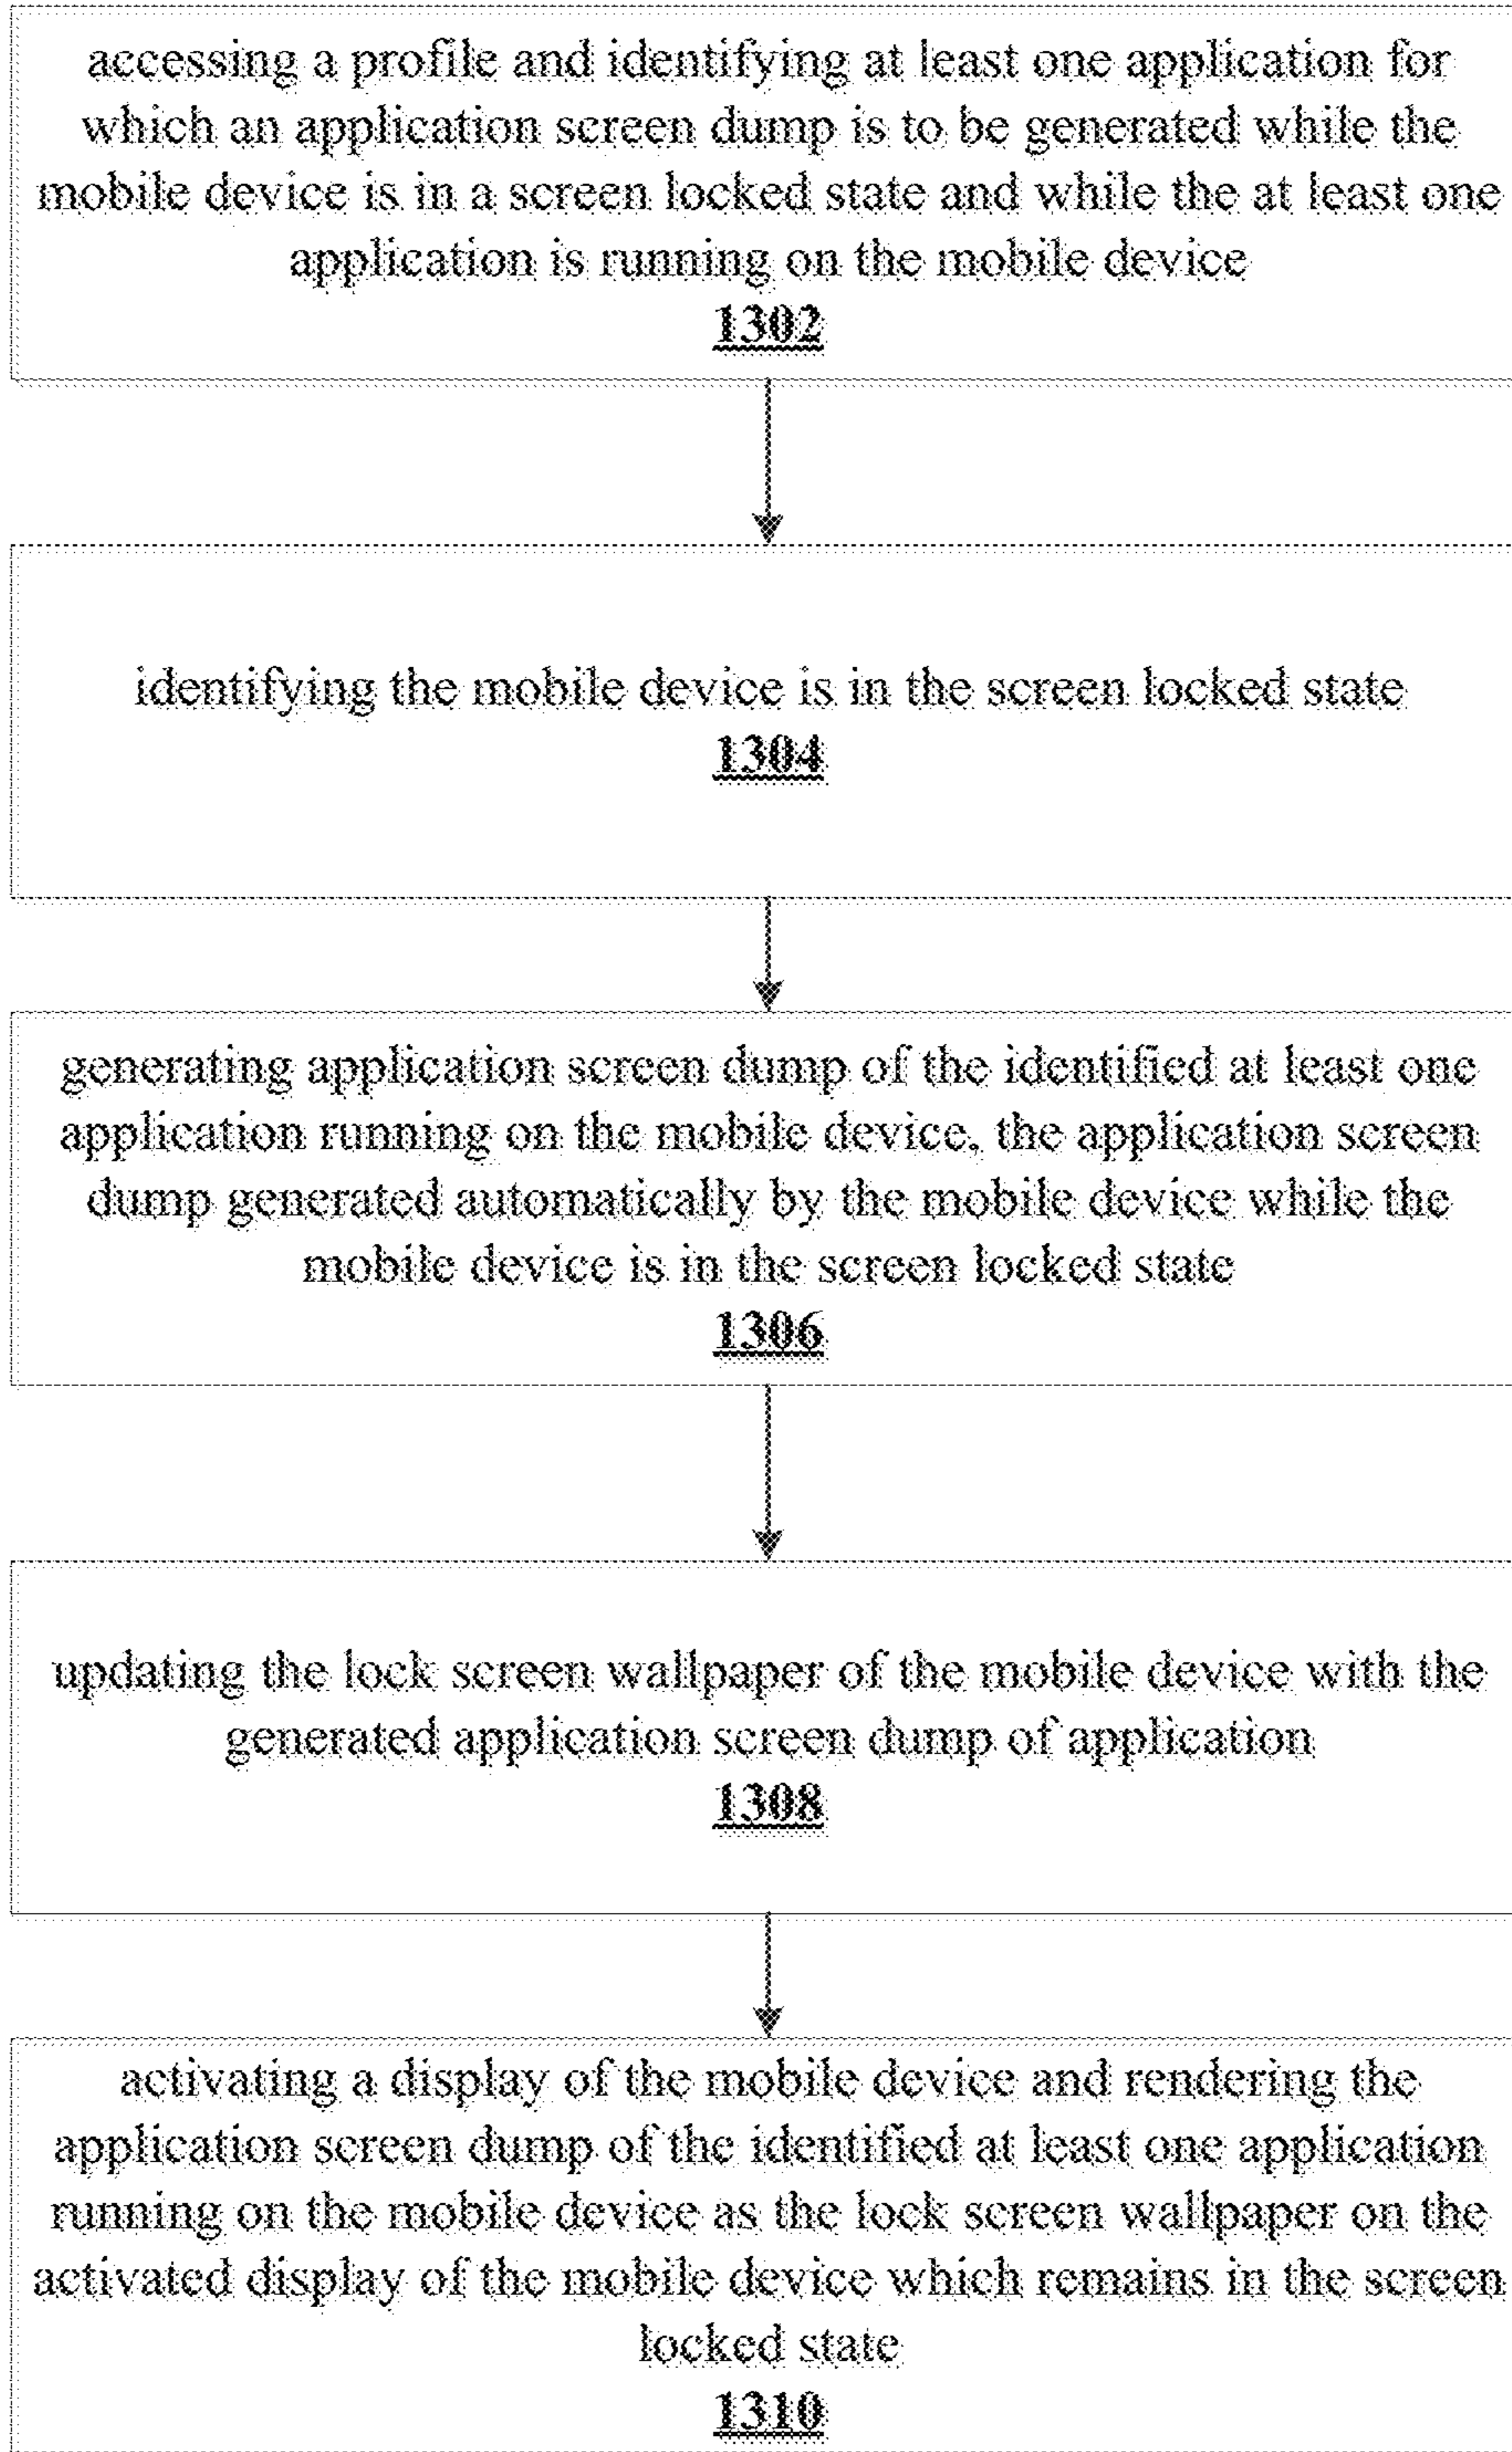 accessing a profile and identifying at least one application for
which an application screen dump is to be generated while the
mobile device is in a screen locked state and while the at least one
application is running on the mobile device
1302
identifying the mobile device is in the screen locked state
1304
generating application screen dump of the identified at least one
application running on the mobile device, the application screen
dump generated automatically by the mobile device while the
mobile device is in the screen locked state
1306
updating the lock screen wallpaper of the mobile device with the
generated application screen dump of application
1308
activating a display of the mobile device and rendering the
application screen dump of the identified at least one application
running on the mobile device as the lock screen wallpaper on the
activated display of the mobile device which remains in the screen
locked state
1310